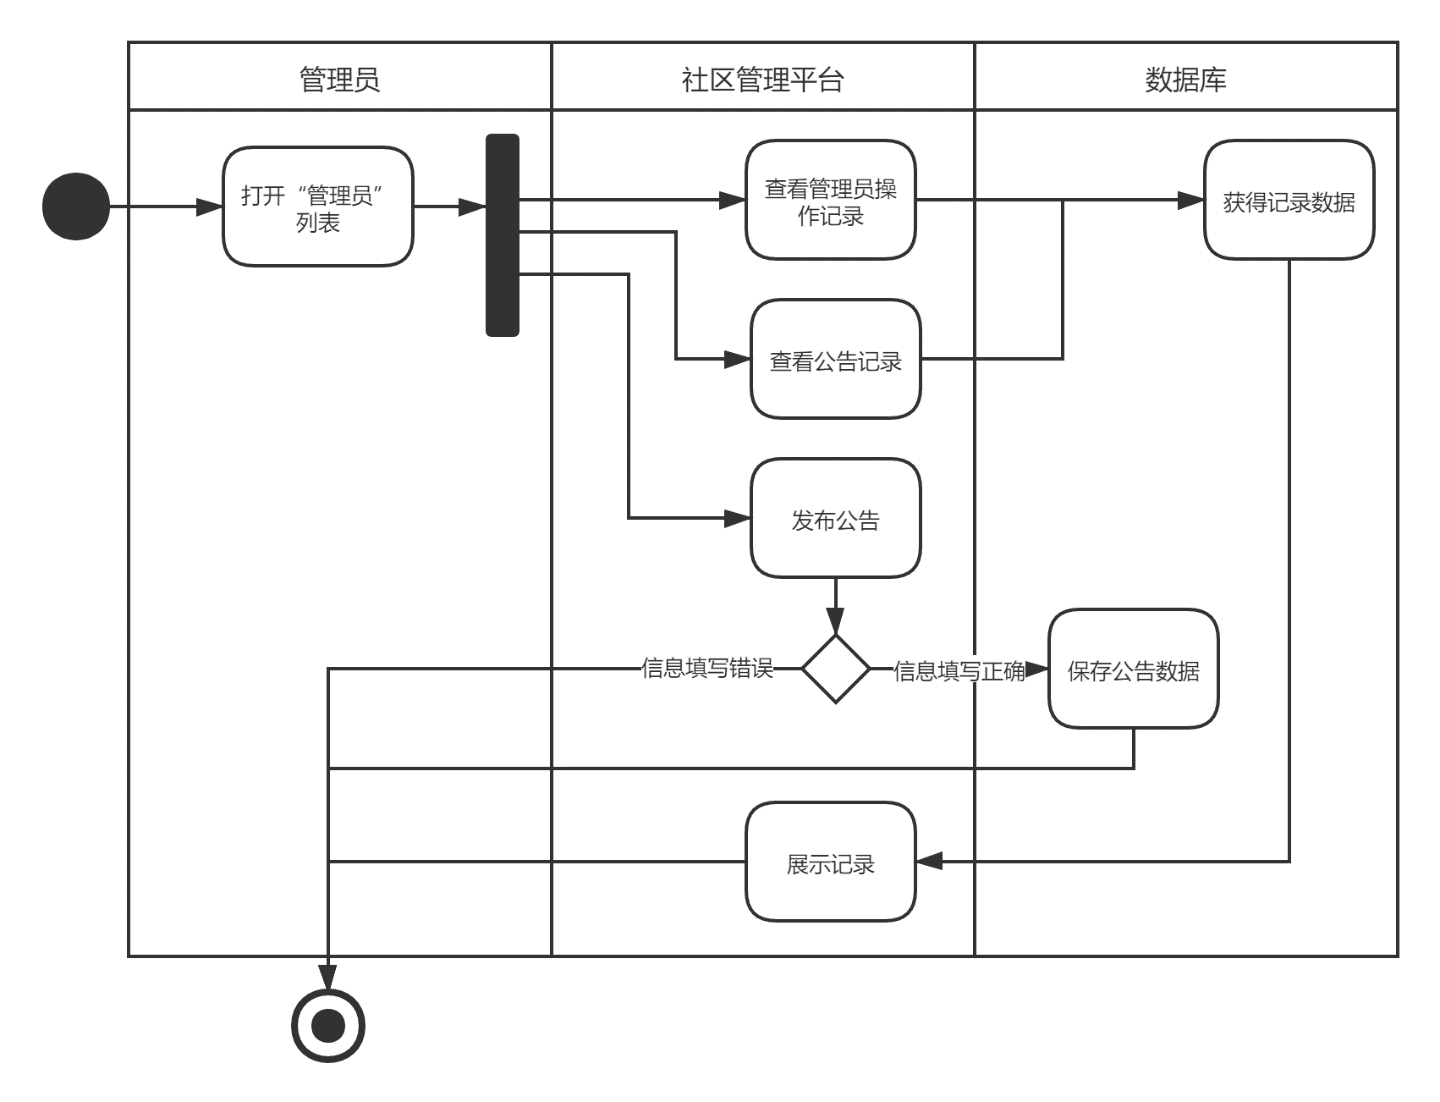 管理员
社区管理平台
数据库
打开“管理员”
列表
查看管理员操
作记录
获得记录数据
查看公告记录
发布公告
信息填写错误
信息填写正确
保存公告数据
展示记录